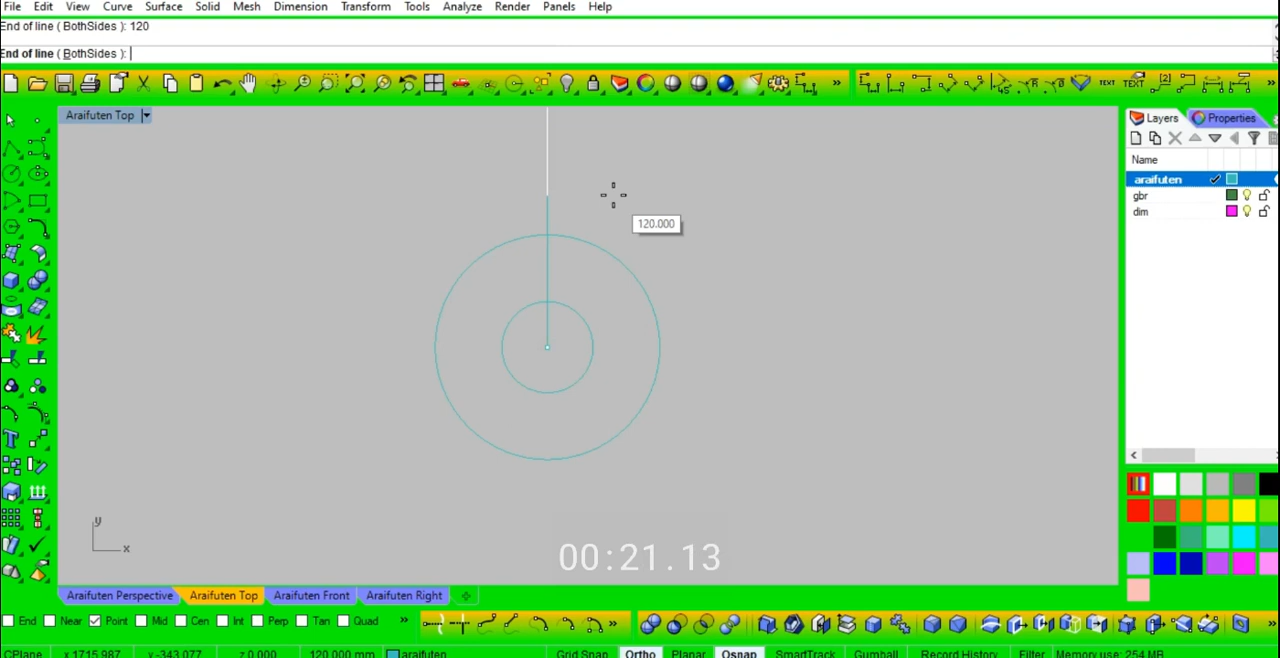 File Edit View Curve Surface Solid Mesh Dimension Transform Tools Analyze Render Panels Help
End of line ( BothSides ): 120
End of line ( BothSides ):
TEXT TEXT
Araifuten Top
Layers Properties
Name
araifuten
gbr
dim
120.000
y
x
00:21.13
Araifuten Perspective Araifuten Top Araifuten Front Araifuten Right
End Near Point Mid Cen Int Perp Tan Quad
CPlane x 1715.987 y -343.077 z 0.000 120.000 mm araifuten Grid Snap Ortho Planar Osnap SmartTrack Gumball Record History Filter Memory use: 254 MB